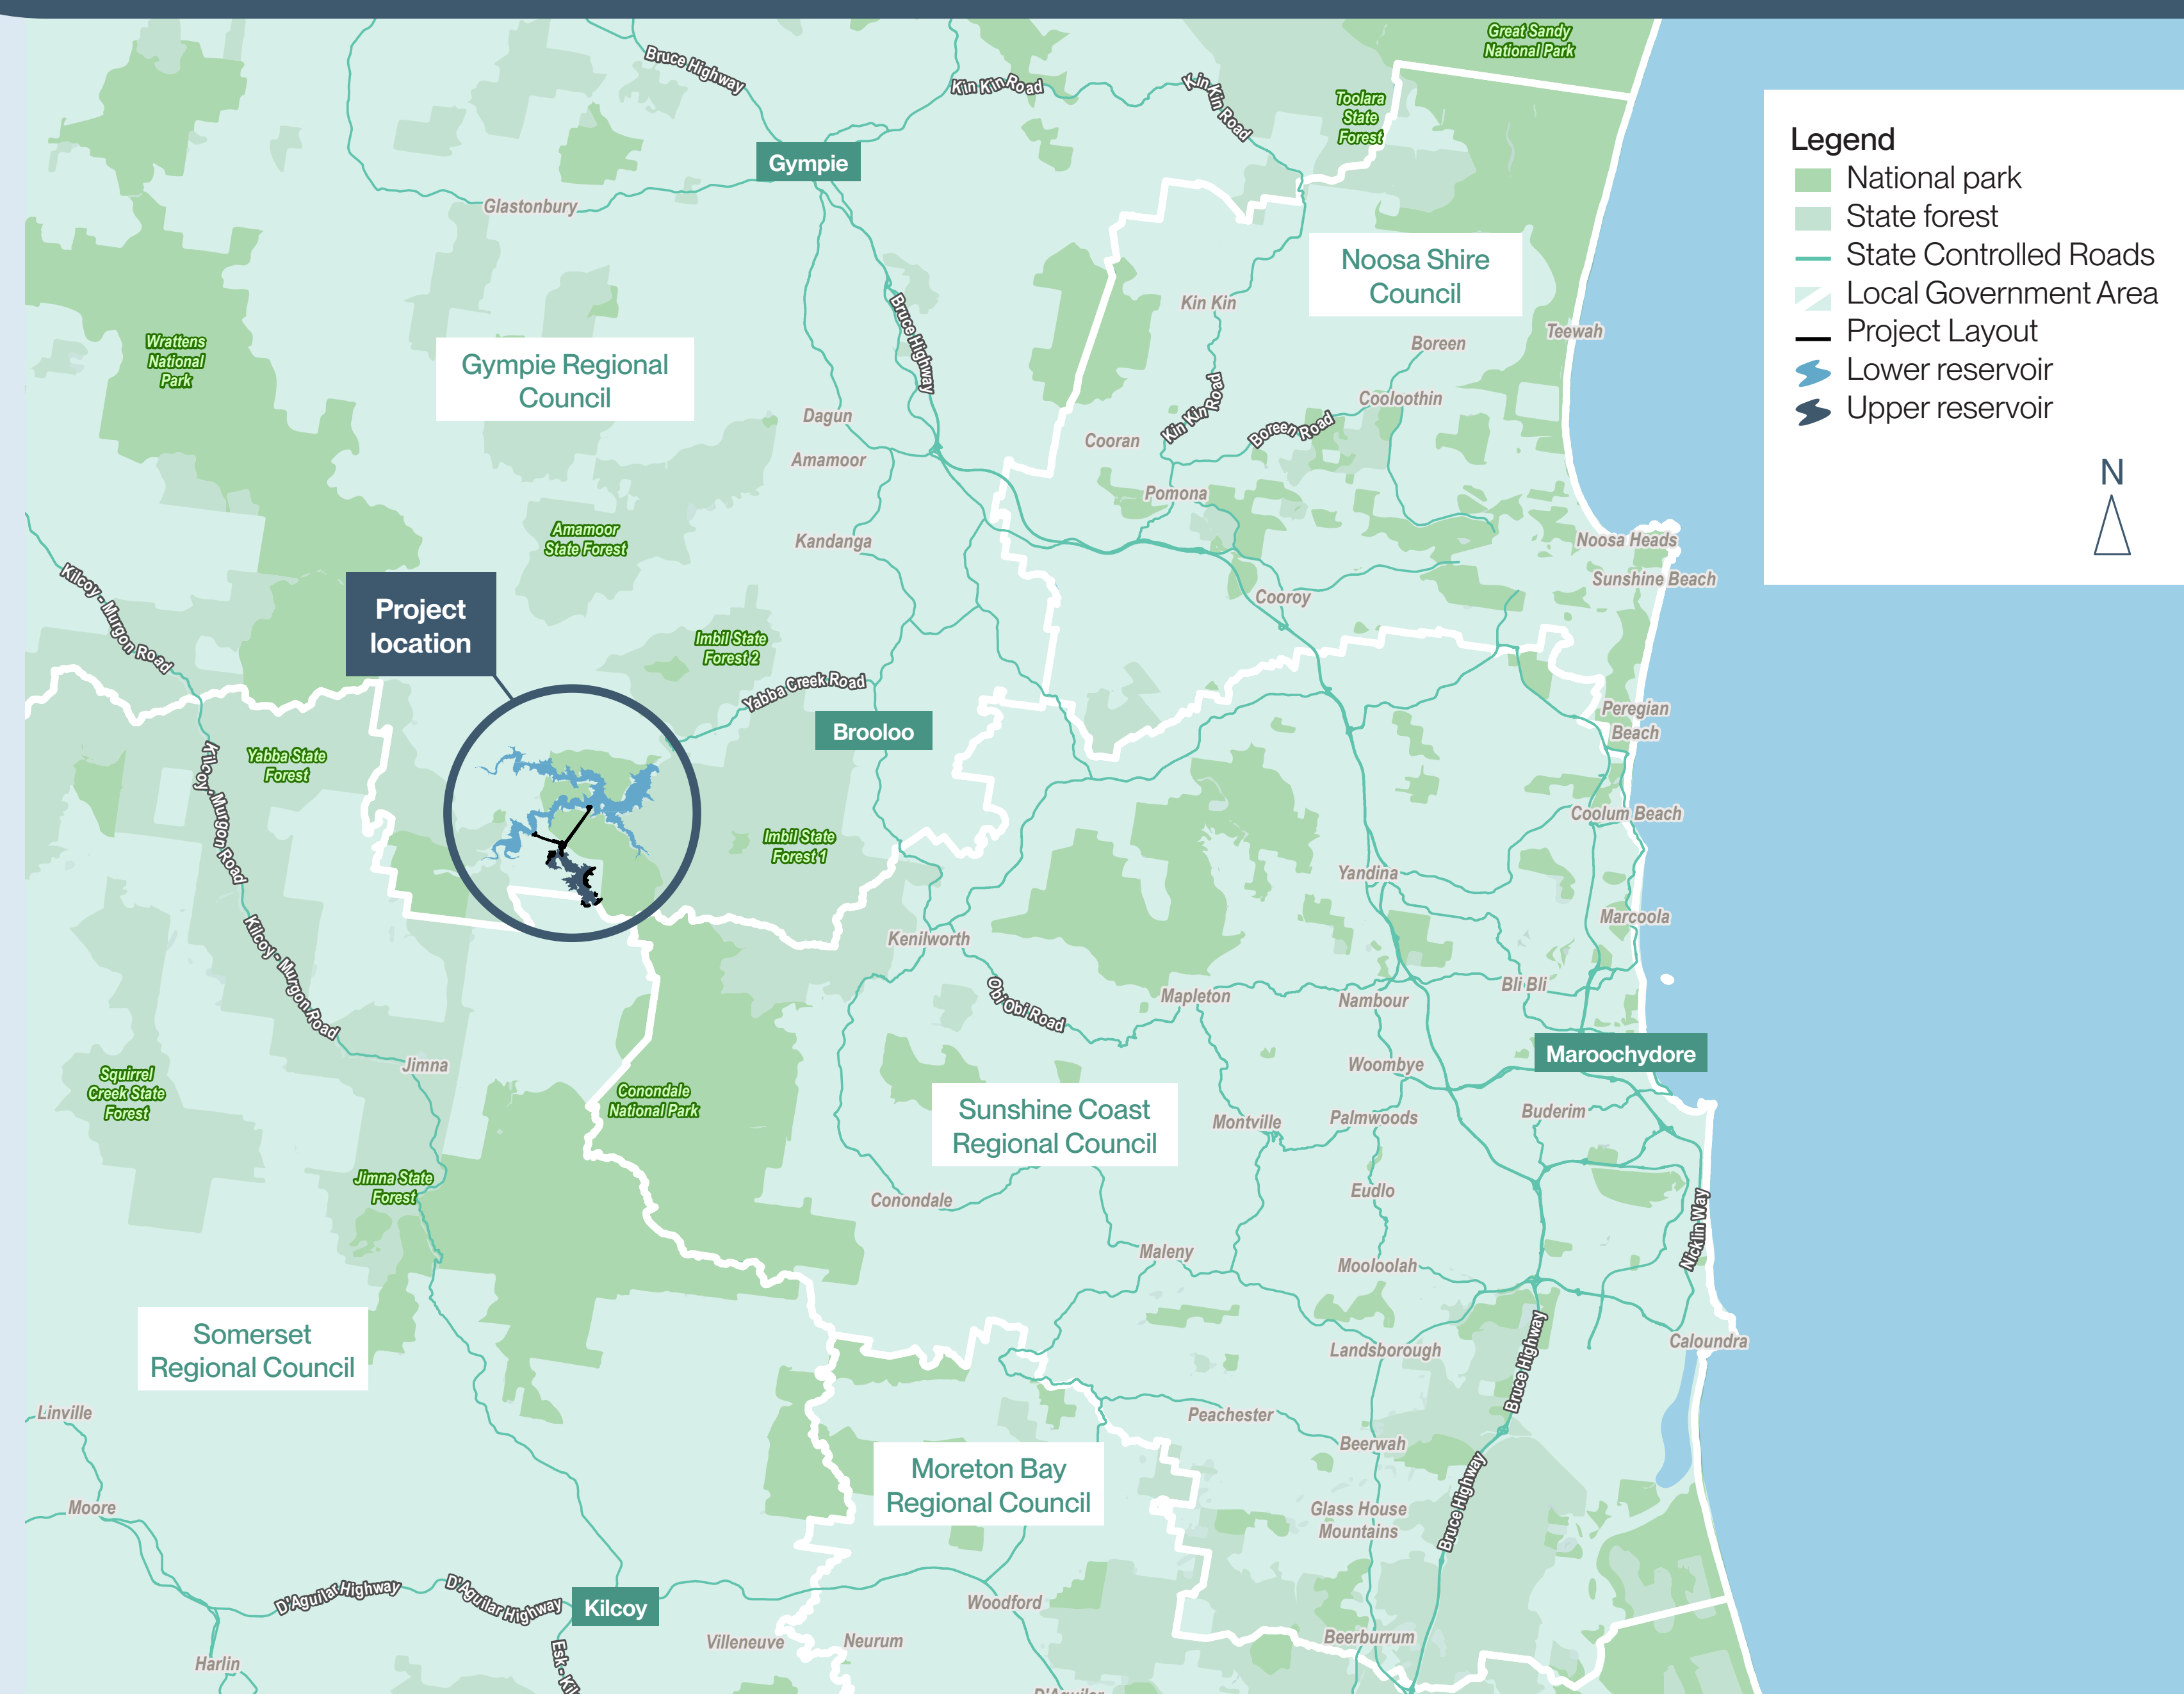 Great Sandy
National Park
Bruce Highway
Kin Kin Road
Kin Kin Road
Toolara
State
Forest
Legend
National park
State forest
State Controlled Roads
Local Government Area
Project Layout
Lower reservoir
Upper reservoir
N
Gympie
Glastonbury
Noosa Shire
Council
Kin Kin
Teewah
Boreen
Wrattens
National
Park
Gympie Regional
Council
Bruce Highway
Cooloothin
Dagun
Kin Kin Road
Boreen Road
Cooran
Amamoor
Pomona
Amamoor
State Forest
Kandanga
Noosa Heads
Sunshine Beach
Kilcoy - Murgon Road
Project
location
Cooroy
Imbil State
Forest 2
Yabba Creek Road
Brooloo
Peregian
Beach
Yabba State
Forest
Kilcoy - Murgon Road
Coolum Beach
Imbil State
Forest 1
Yandina
Marcoola
Kenilworth
Kilcoy - Murgon Road
Obi Obi Road
Mapleton
Nambour
Bli Bli
Maroochydore
Jimna
Woombye
Squirrel
Creek State
Forest
Conondale
National Park
Sunshine Coast
Regional Council
Montville
Palmwoods
Buderim
Jimna State
Forest
Conondale
Eudlo
Nicklin Way
Maleny
Mooloolah
Somerset
Regional Council
Landsborough
Bruce Highway
Caloundra
Linville
Peachester
Beerwah
Moreton Bay
Regional Council
Moore
Glass House
Mountains
Bruce Highway
D'Aguilar Highway
D'Aguilar Highway
Kilcoy
Woodford
Villeneuve
Neurum
Beerburrum
Harlin
Esk - Kil
D'Aguilar